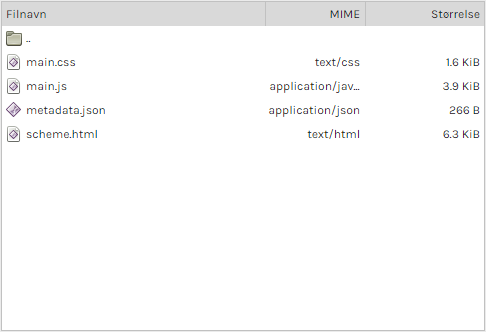 Filnavn MIME Størrelse
..
main.css text/css 1.6 KiB
main.js application/jav... 3.9 KiB
metadata.json application/json 266 B
scheme.html text/html 6.3 KiB